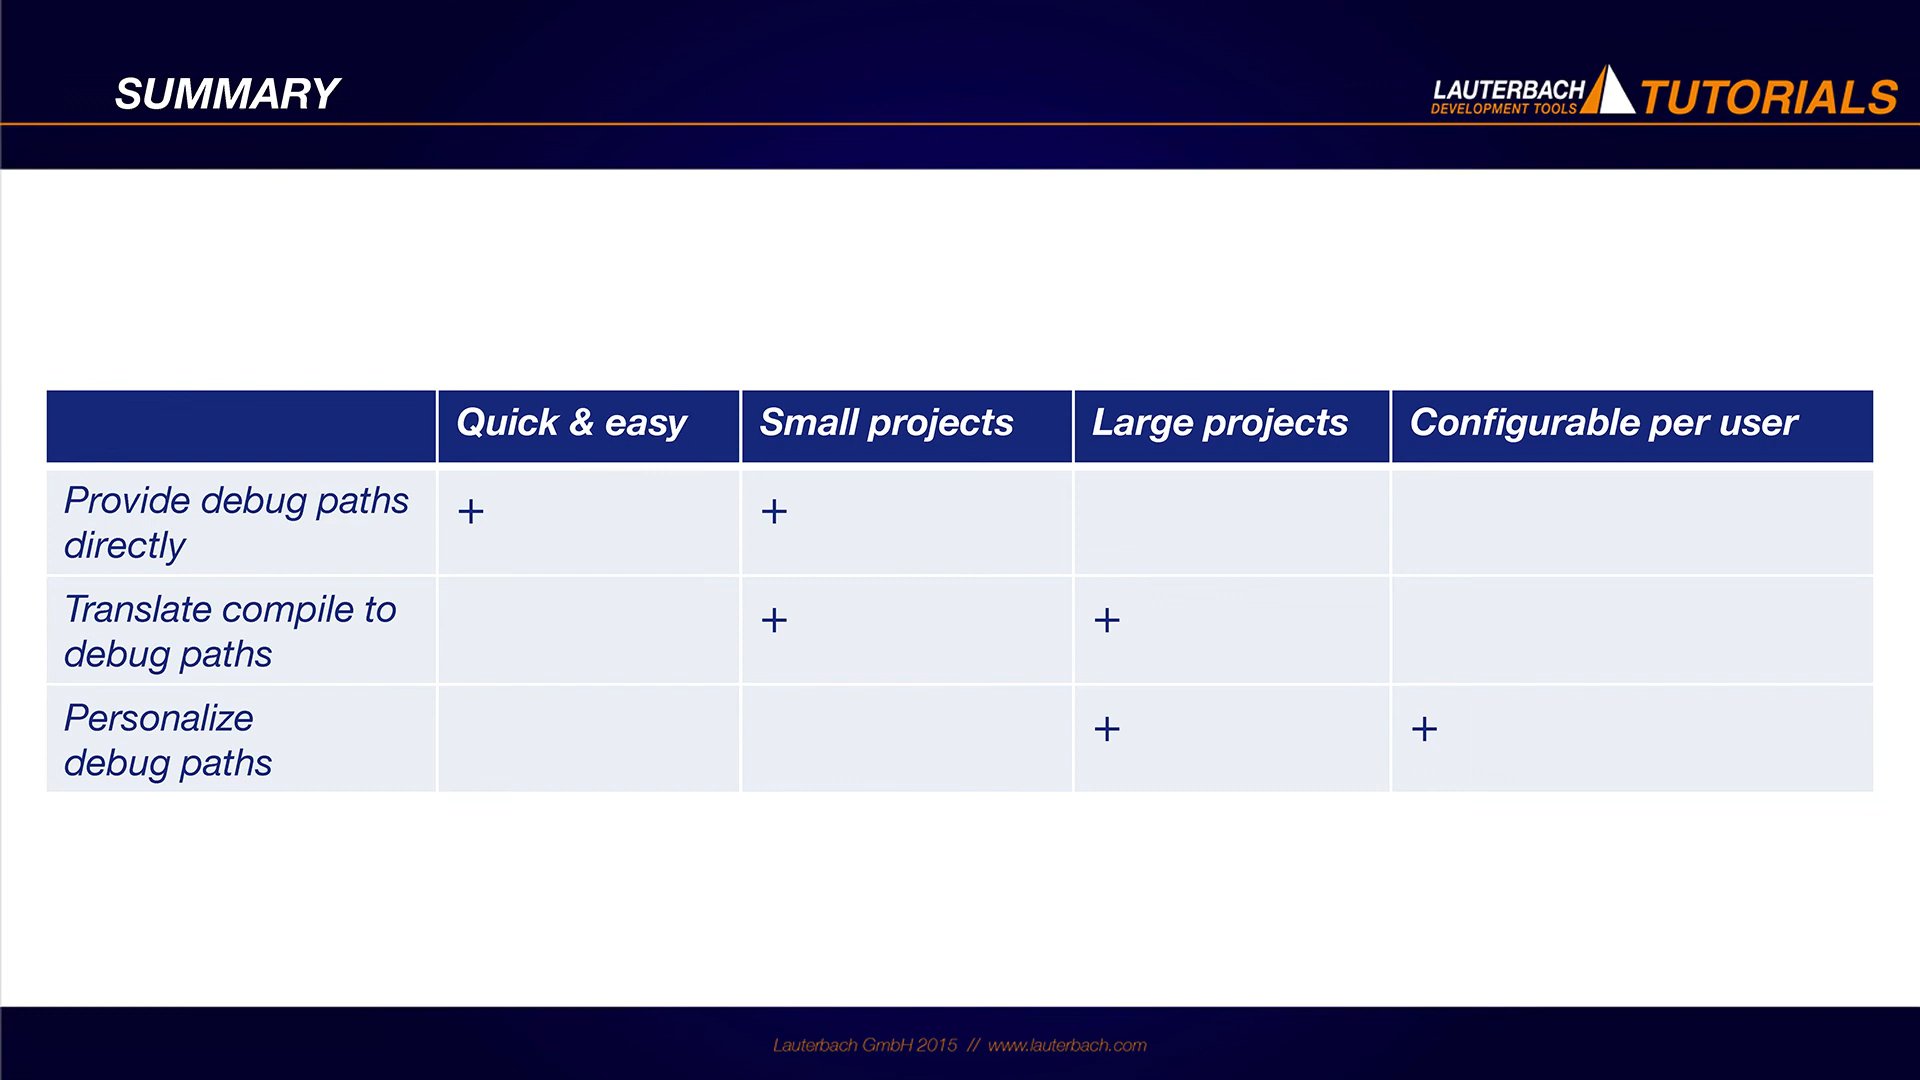 SUMMARY
LAUTERBACH
DEVELOPMENT TOOLS
TUTORIALS
Quick & easy Small projects Large projects Configurable per user
Provide debug paths
directly
+ +
Translate compile to
debug paths
+ +
Personalize
debug paths
+ +
Lauterbach GmbH 2015 // www.lauterbach.com